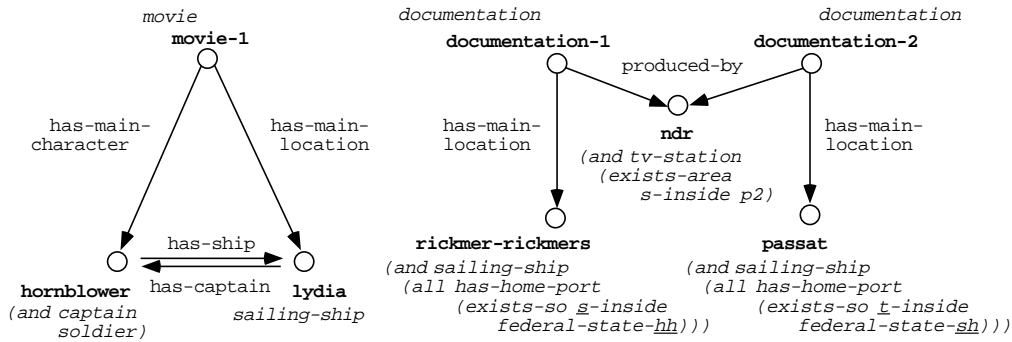 movie
movie-1
has-main-
character
has-main-
location
has-ship
has-captain
hornblower
(and captain
soldier)
lydia
sailing-ship
documentation
documentation-1
documentation
documentation-2
produced-by
has-main-
location
ndr
(and tv-station
(exists-area
s-inside p2)
has-main-
location
rickmer-rickmers
(and sailing-ship
(all has-home-port
(exists-so s-inside
federal-state-hh)))
passat
(and sailing-ship
(all has-home-port
(exists-so t-inside
federal-state-sh)))